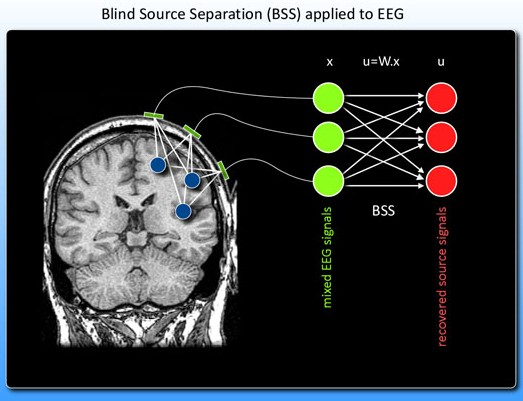 Blind Source Separation (BSS) applied to EEG
x u=W.x u
BSS
mixed EEG signals
recovered source signals